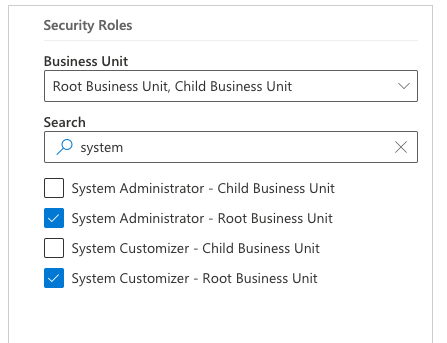 Security Roles
Business Unit
Root Business Unit, Child Business Unit
Search
system
System Administrator - Child Business Unit
System Administrator - Root Business Unit
System Customizer - Child Business Unit
System Customizer - Root Business Unit